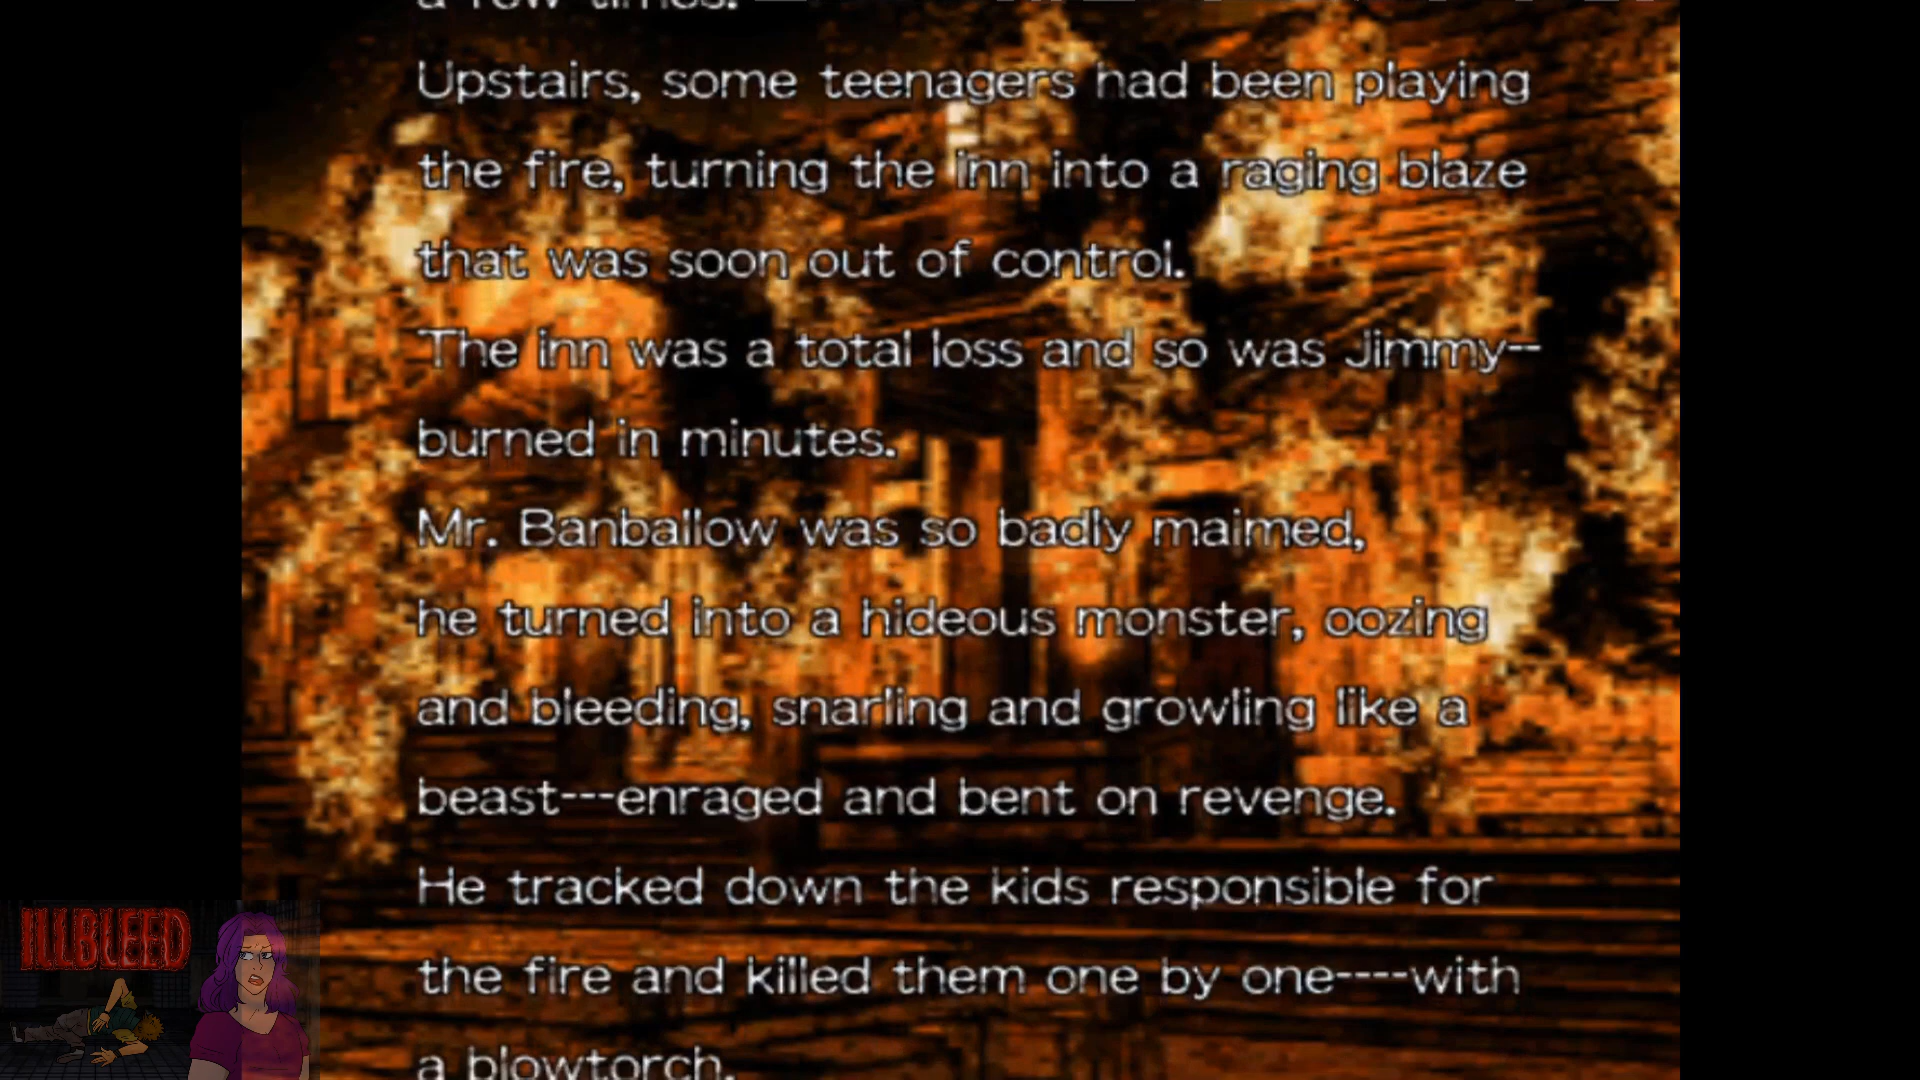 a few times.
Upstairs, some teenagers had been playing
the fire, turning the inn into a raging blaze
that was soon out of control.
The inn was a total loss and so was Jimmy--
burned in minutes.
Mr. Banballow was so badly maimed,
he turned into a hideous monster, oozing
and bleeding, snarling and growling like a
beast---enraged and bent on revenge.
He tracked down the kids responsible for
the fire and killed them one by one----with
a blowtorch.
ILLBLEED